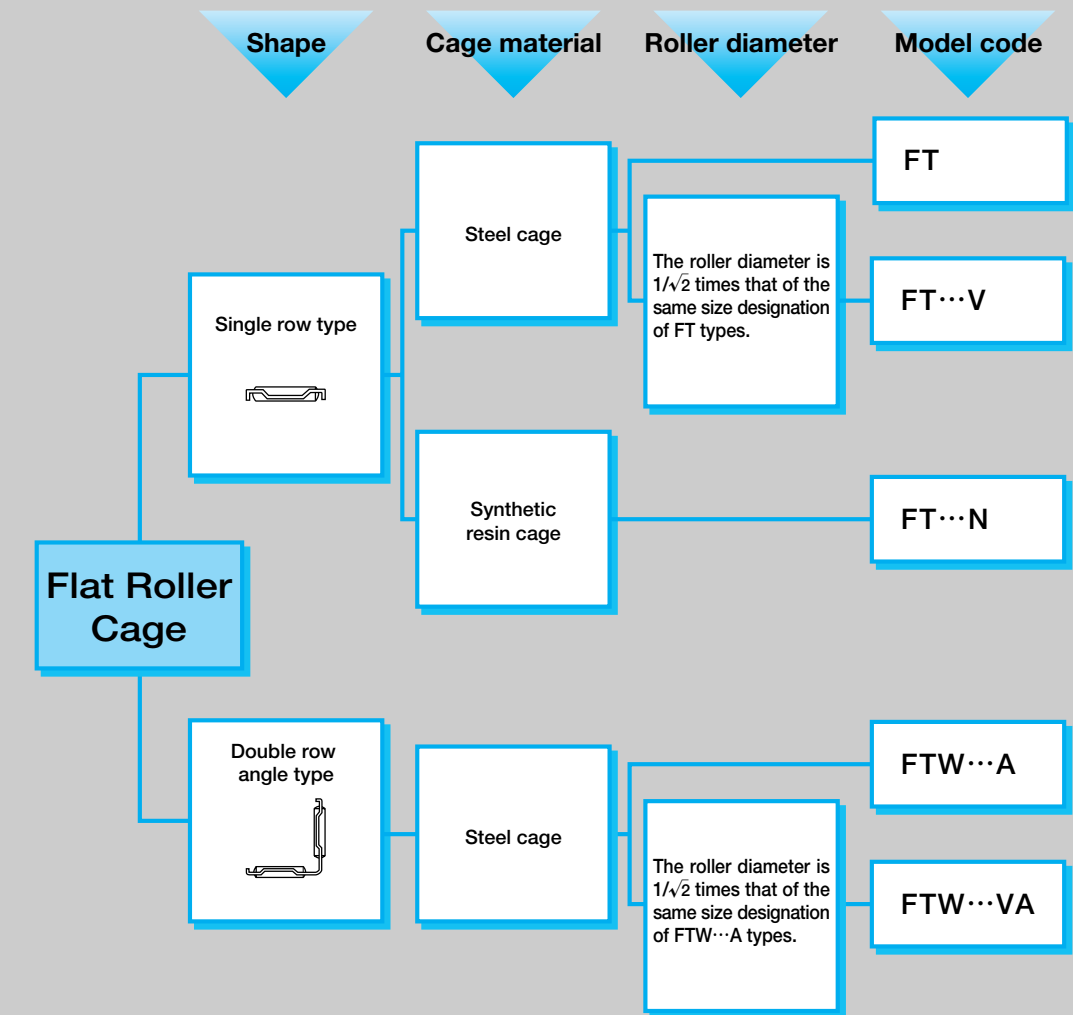 Shape
Cage material
Roller diameter
Model code
FT
Steel cage
The roller diameter is
1/√2 times that of the
same size designation
of FT types.
FT···V
Single row type
Synthetic
resin cage
FT···N
Flat Roller
Cage
Double row
angle type
Steel cage
FTW···A
The roller diameter is
1/√2 times that of the
same size designation
of FTW···A types.
FTW···VA